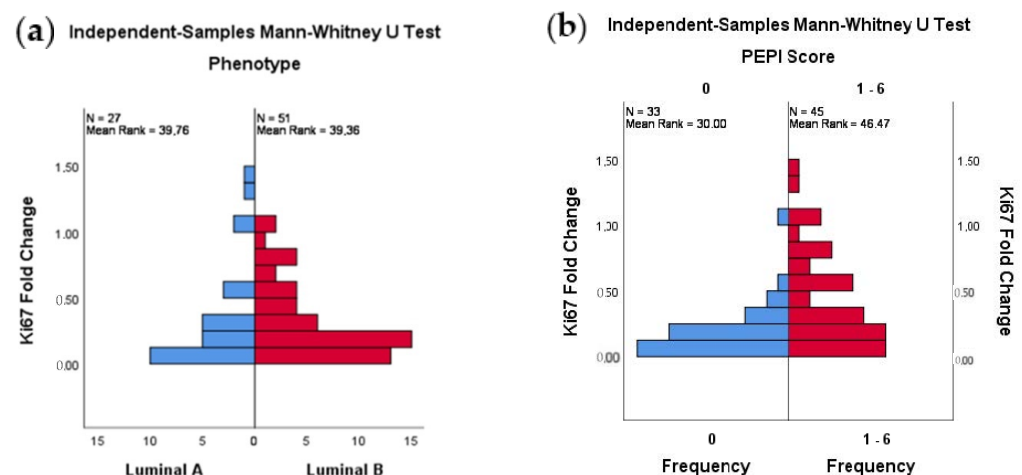 (a) Independent-Samples Mann-Whitney U Test
Phenotype
N = 27
Mean Rank = 39,76
N = 51
Mean Rank = 39,36
Ki67 Fold Change
1.50
1.00
0.50
0.00
15 10 5 0 5 10 15
Luminal A Luminal B
(b) Independent-Samples Mann-Whitney U Test
PEPI Score
0 1 - 6
N = 33
Mean Rank = 30.00
N = 45
Mean Rank = 46.47
Ki67 Fold Change
1.50
1,00
0.50
0,00
1.50
1,00
0.50
0,00
Ki67 Fold Change
0 1 - 6
Frequency Frequency